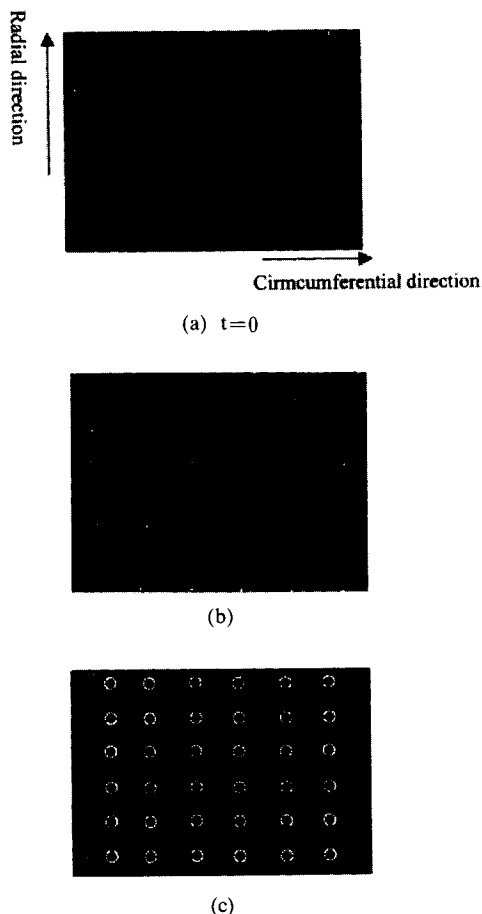 Radial direction
Cirmcumferential direction
(a) t=0
(b)
(c)